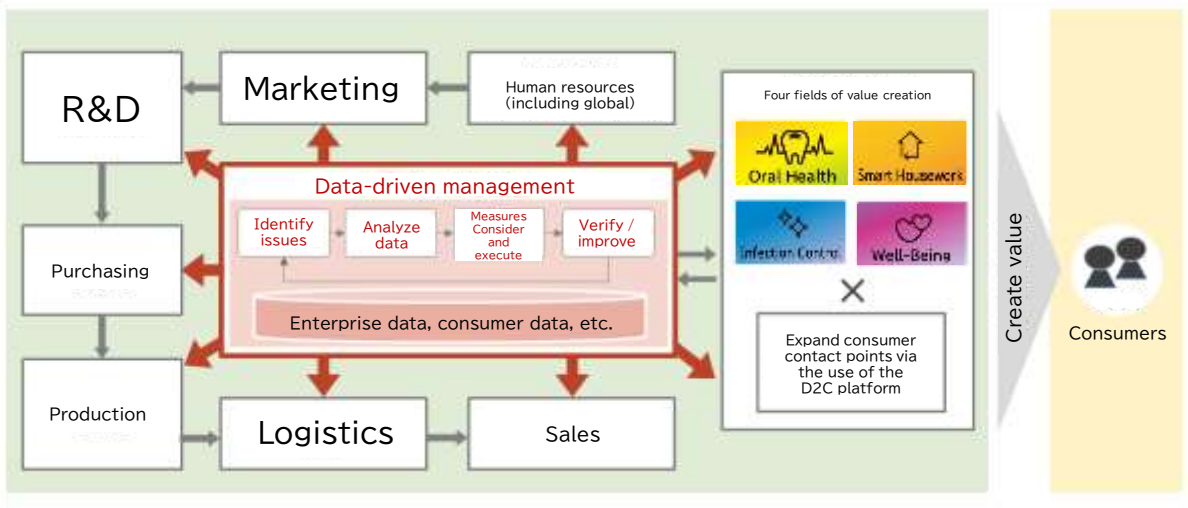 R&D
Marketing
Human resources
(including global)
Purchasing
Production
Logistics
Sales
Data-driven management
Identify
issues
Analyze
data
Measures
Consider
and
execute
Verify /
improve
Enterprise data, consumer data, etc.
Four fields of value creation
Oral Health
Smart Housework
Infection Control
Well-Being
×
Expand consumer
contact points via
the use of the
D2C platform
Create value
Consumers